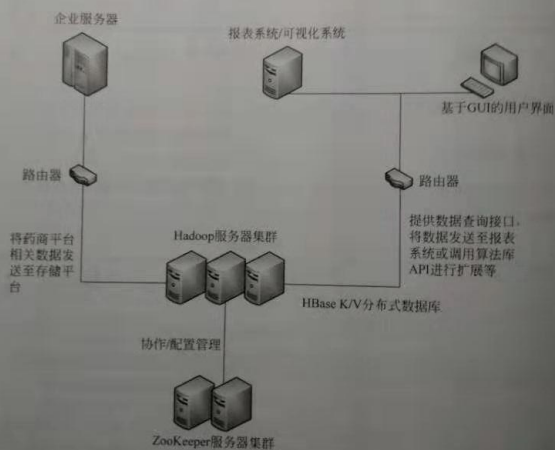 企业服务器
报表系统/可视化系统
基于GUI的用户界面
路由器
路由器
将药商平台
相关数据发
送至存储平
台
Hadoop服务器集群
提供数据查询接口,
将数据发送至报表
系统或调用算法库
API进行扩展等
HBase K/V分布式数据库
协作/配置管理
ZooKeeper服务器集群